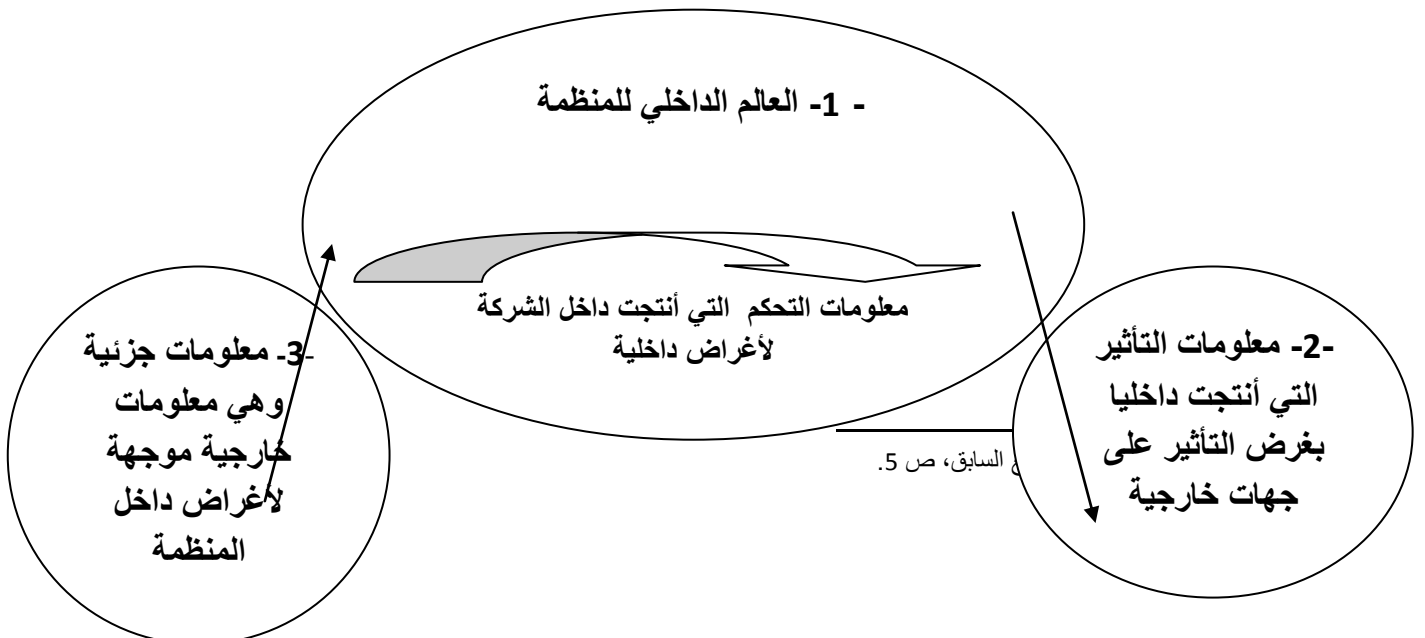 - 1- العالم الداخلي للمنظمة
معلومات التحكم التي أنتجت داخل الشركة
لأغراض داخلية
-2- معلومات التأثير
التي أنتجت داخليا
بغرض التأثير على
جهات خارجية
-3- معلومات جزئية
وهي معلومات
خارجية موجهة
لأغراض داخل
المنظمة
السابق، ص 5.